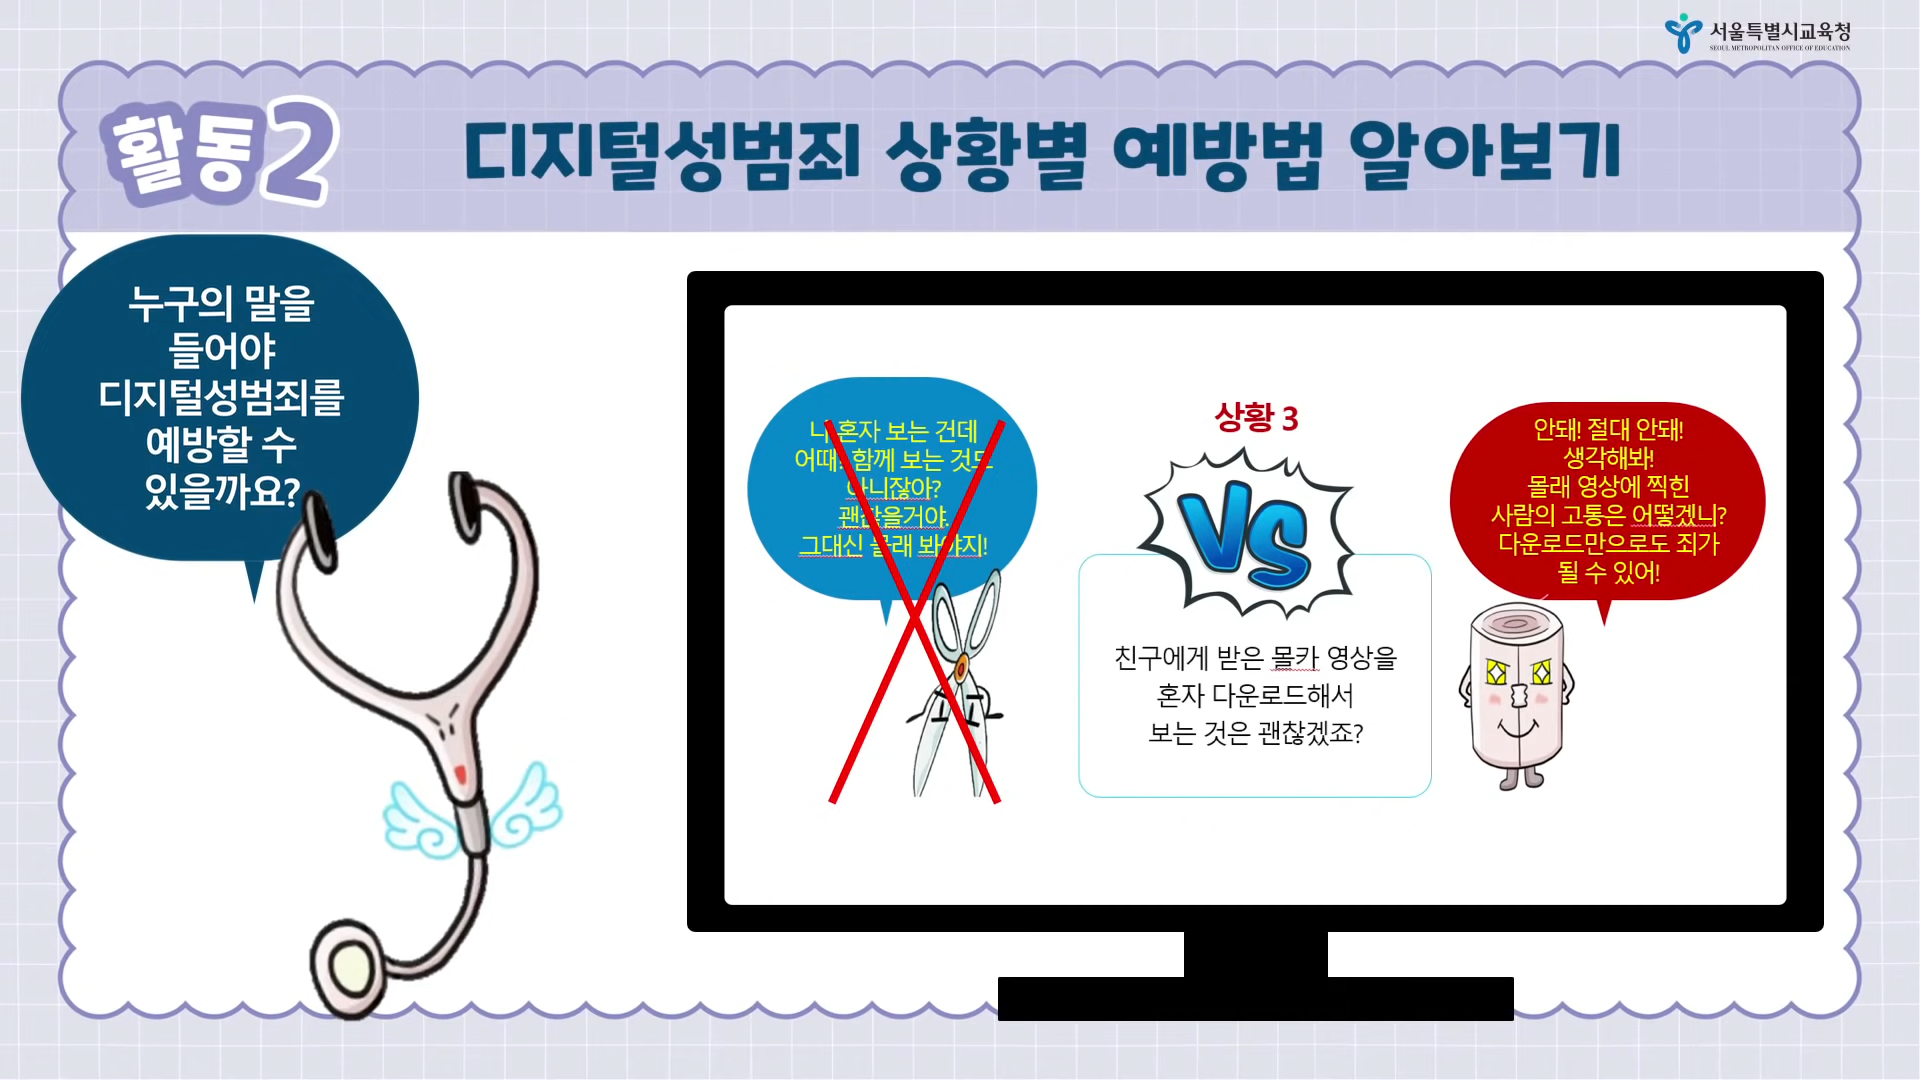 서울특별시교육청
SEOUL METROPOLITAN OFFICE OF EDUCATION
활동2
디지털성범죄 상황별 예방법 알아보기
누구의 말을
들어야
디지털성범죄를
예방할 수
있을까요?
나 혼자 보는 건데
어때? 함께 보는 것도
아니잖아?
괜찮을거야.
그대신 몰래 봐야지!
상황 3
VS
친구에게 받은 몰카 영상을
혼자 다운로드해서
보는 것은 괜찮겠죠?
안돼! 절대 안돼!
생각해봐!
몰래 영상에 찍힌
사람의 고통은 어떻겠니?
다운로드만으로도 죄가
될 수 있어!